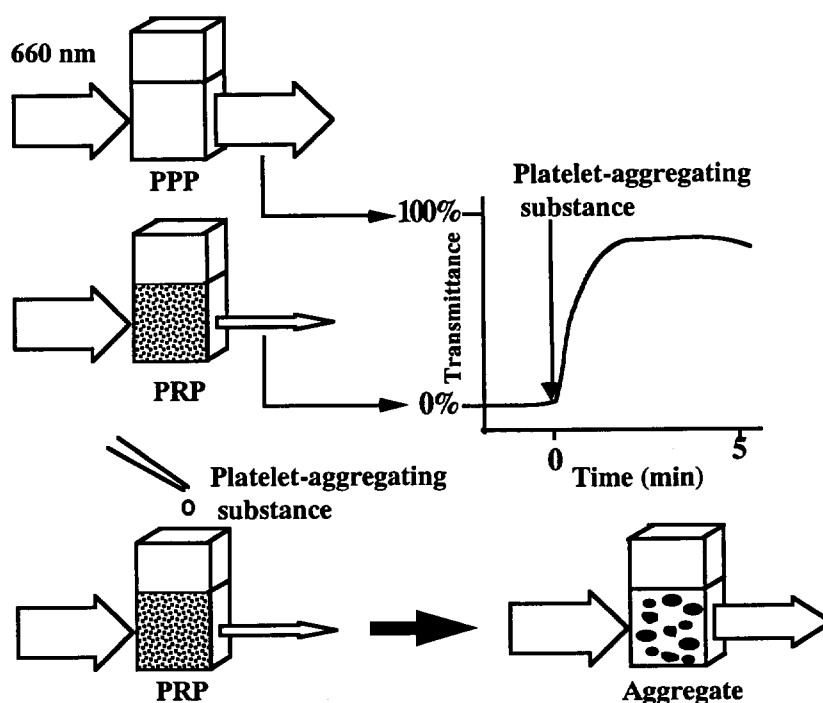 660 nm
PPP
Platelet-aggregating
substance
100%
Transmittance
PRP
0%
0
5
Time (min)
Platelet-aggregating
substance
PRP
Aggregate